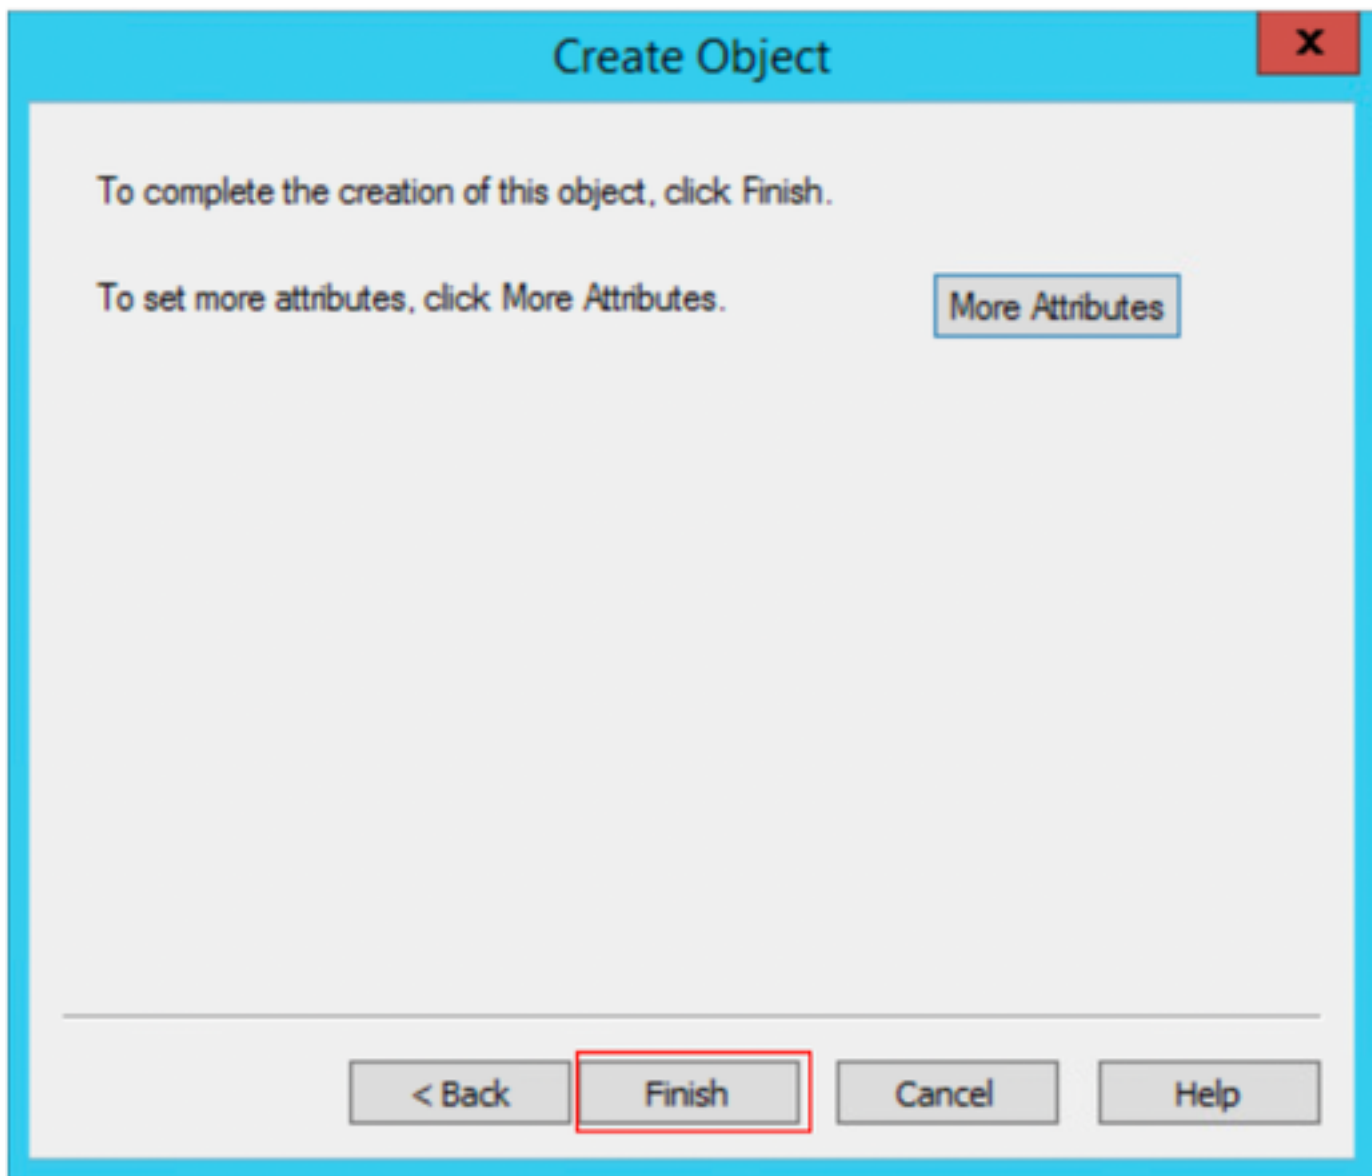 Create Object
x
To complete the creation of this object, click Finish.
To set more attributes, click More Attributes.
More Attributes
< Back
Finish
Cancel
Help